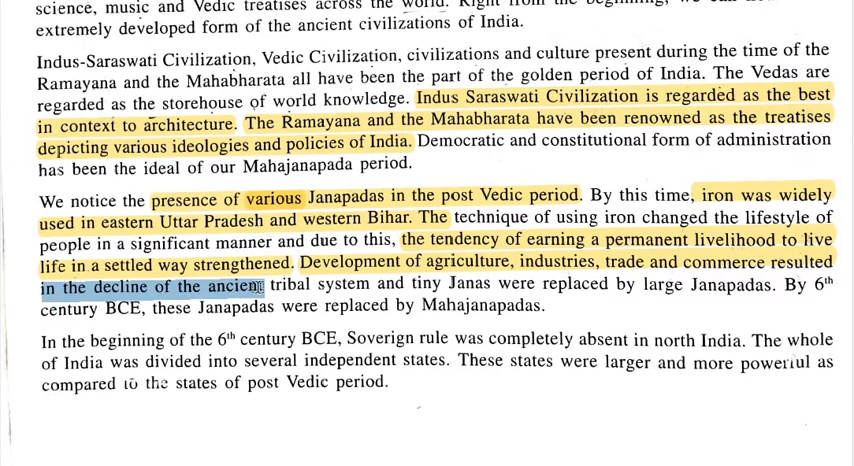 science, music and Vedic treatises across the world. Right from the beginning, we can
extremely developed form of the ancient civilizations of India.
Indus-Saraswati Civilization, Vedic Civilization, civilizations and culture present during the time of the
Ramayana and the Mahabharata all have been the part of the golden period of India. The Vedas are
regarded as the storehouse of world knowledge. Indus Saraswati Civilization is regarded as the best
in context to architecture. The Ramayana and the Mahabharata have been renowned as the treatises
depicting various ideologies and policies of India. Democratic and constitutional form of administration
has been the ideal of our Mahajanapada period.
We notice the presence of various Janapadas in the post Vedic period. By this time, iron was widely
used in eastern Uttar Pradesh and western Bihar. The technique of using iron changed the lifestyle of
people in a significant manner and due to this, the tendency of earning a permanent livelihood to live
life in a settled way strengthened. Development of agriculture, industries, trade and commerce resulted
in the decline of the ancient tribal system and tiny Janas were replaced by large Janapadas. By 6th
century BCE, these Janapadas were replaced by Mahajanapadas.
In the beginning of the 6th century BCE, Soverign rule was completely absent in north India. The whole
of India was divided into several independent states. These states were larger and more powerful as
compared to the states of post Vedic period.